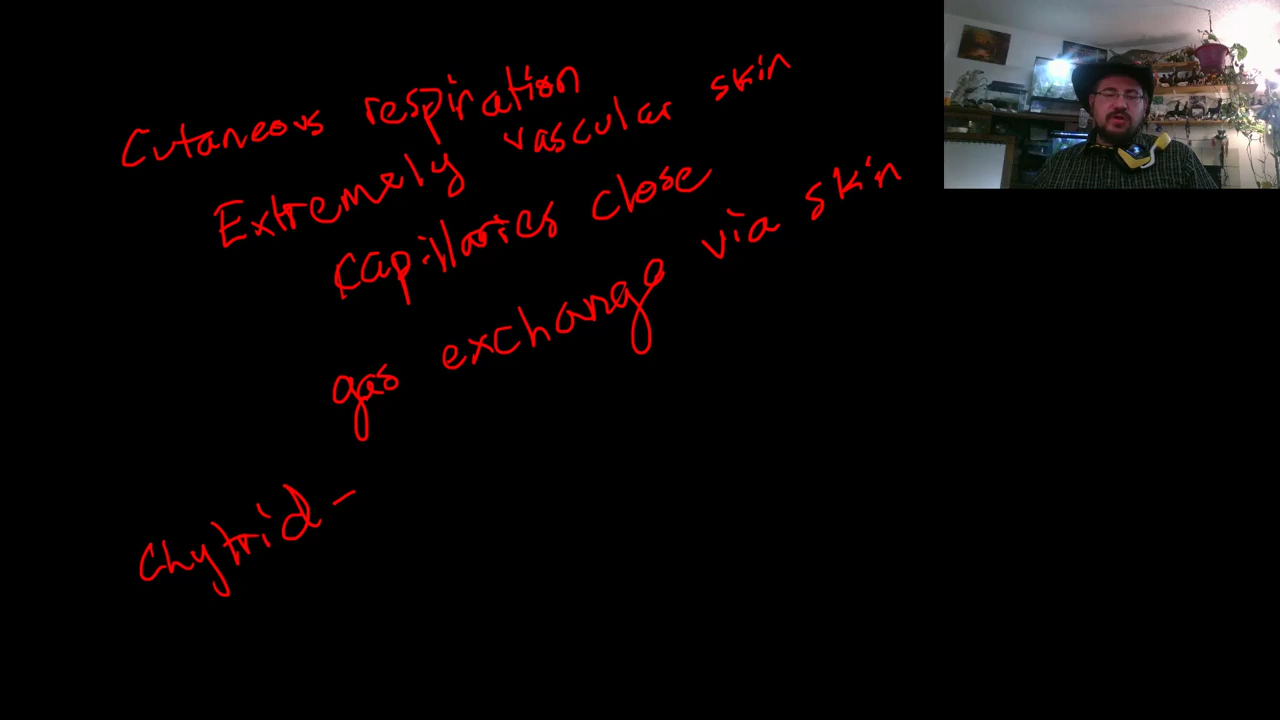 Cutaneous respiration
Extremely vascular skin
capillaries close
gas exchange via skin
Chytrid -